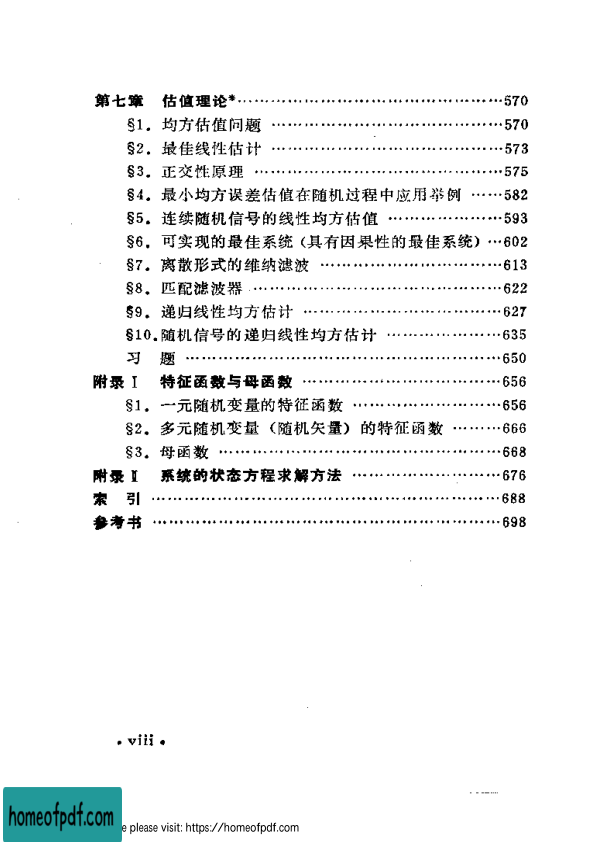 第七章 估值理论*……………………………………570
§1. 均方估值问题……………………………………570
§2. 最佳线性估计……………………………………573
§3. 正交性原理……………………………………575
§4. 最小均方误差估值在随机过程中应用举例……582
§5. 连续随机信号的线性均方估值………………593
§6. 可实现的最佳系统(具有因果性的最佳系统)…602
§7. 离散形式的维纳滤波…………………………613
§8. 匹配滤波器……………………………………622
§9. 递归线性均方估计……………………………627
§10.随机信号的递归线性均方估计………………635
习 题……………………………………………650
附录Ⅰ 特征函数与母函数…………………………656
§1. 一元随机变量的特征函数……………………656
§2. 多元随机变量(随机矢量)的特征函数………666
§3. 母函数…………………………………………668
附录Ⅱ 系统的状态方程求解方法…………………676
索 引………………………………………………688
参考书………………………………………………698
• viii •
homeofpdf.com
e please visit: https://homeofpdf.com